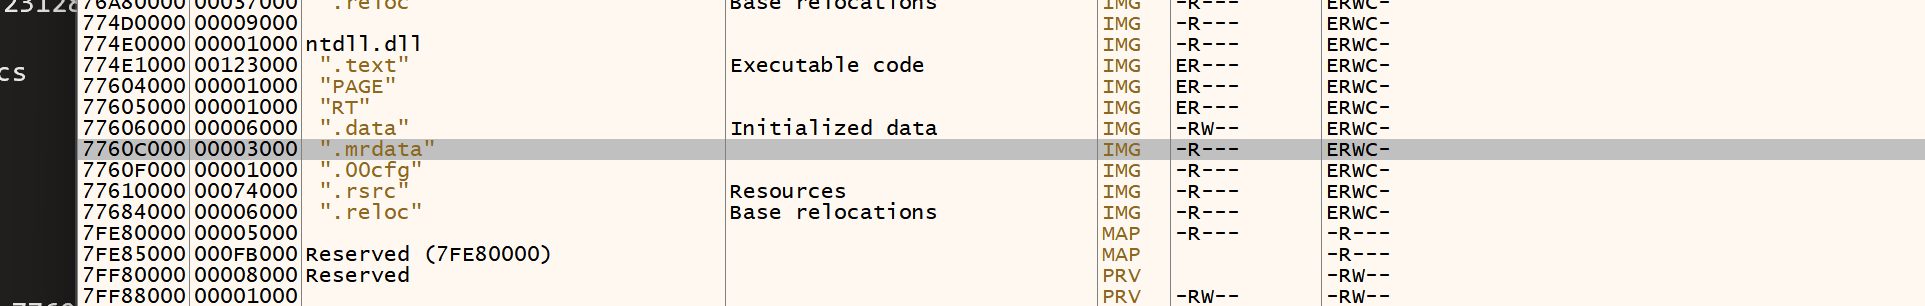 23128
cs
76A80000 00037000 ".reloc" Base relocations IMG -R--- ERWC-
774D0000 00009000 IMG -R--- ERWC-
774E0000 00001000 ntdll.dll IMG -R--- ERWC-
774E1000 00123000 ".text" Executable code IMG ER--- ERWC-
77604000 00001000 "PAGE" IMG ER--- ERWC-
77605000 00001000 "RT" IMG ER--- ERWC-
77606000 00006000 ".data" Initialized data IMG -RW-- ERWC-
7760C000 00003000 ".mrdata" IMG -R--- ERWC-
7760F000 00001000 ".00cfg" IMG -R--- ERWC-
77610000 00074000 ".rsrc" Resources IMG -R--- ERWC-
77684000 00006000 ".reloc" Base relocations IMG -R--- ERWC-
7FE80000 00005000 MAP -R--- -R---
7FE85000 000FB000 Reserved (7FE80000) MAP -R---
7FF80000 00008000 Reserved PRV -RW--
7FF88000 00001000 PRV -RW-- -RW--